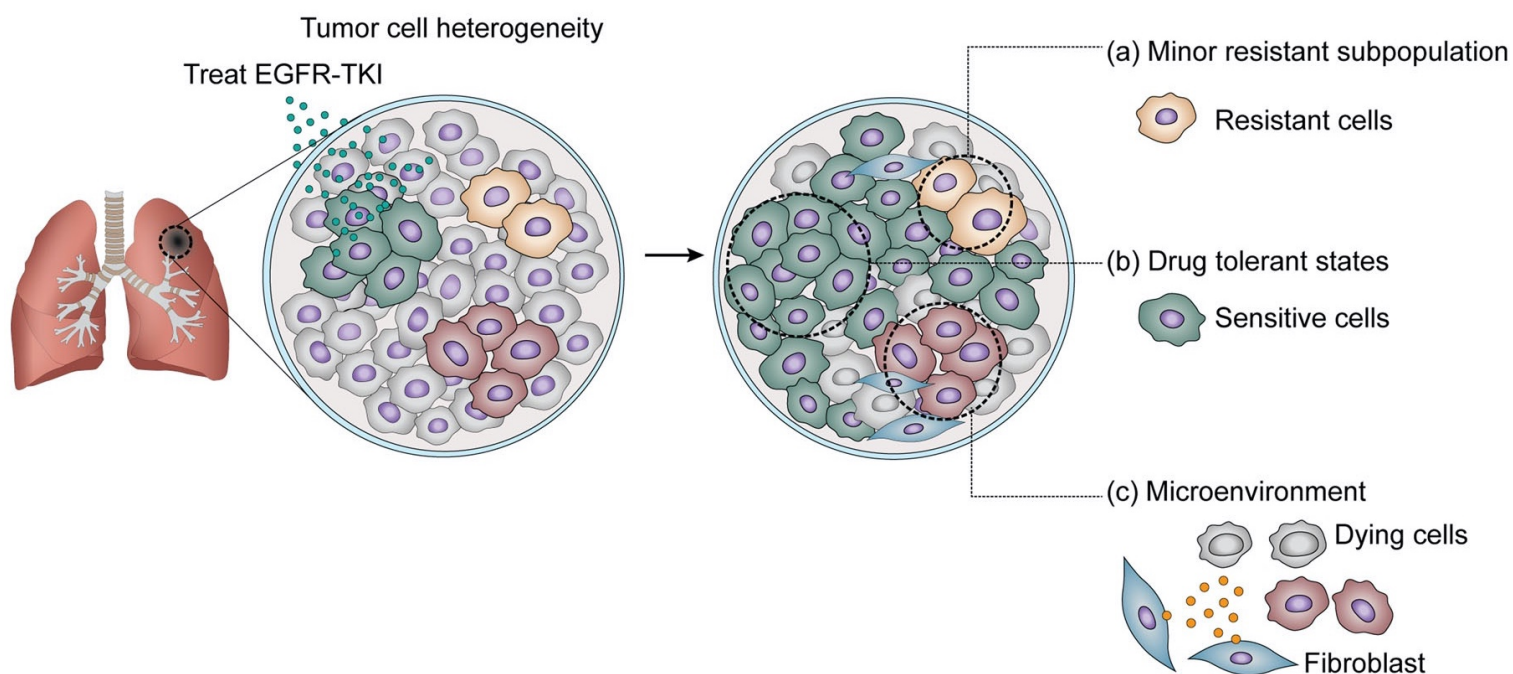 Tumor cell heterogeneity
Treat EGFR-TKI
(a) Minor resistant subpopulation
Resistant cells
(b) Drug tolerant states
Sensitive cells
(c) Microenvironment
Dying cells
Fibroblast